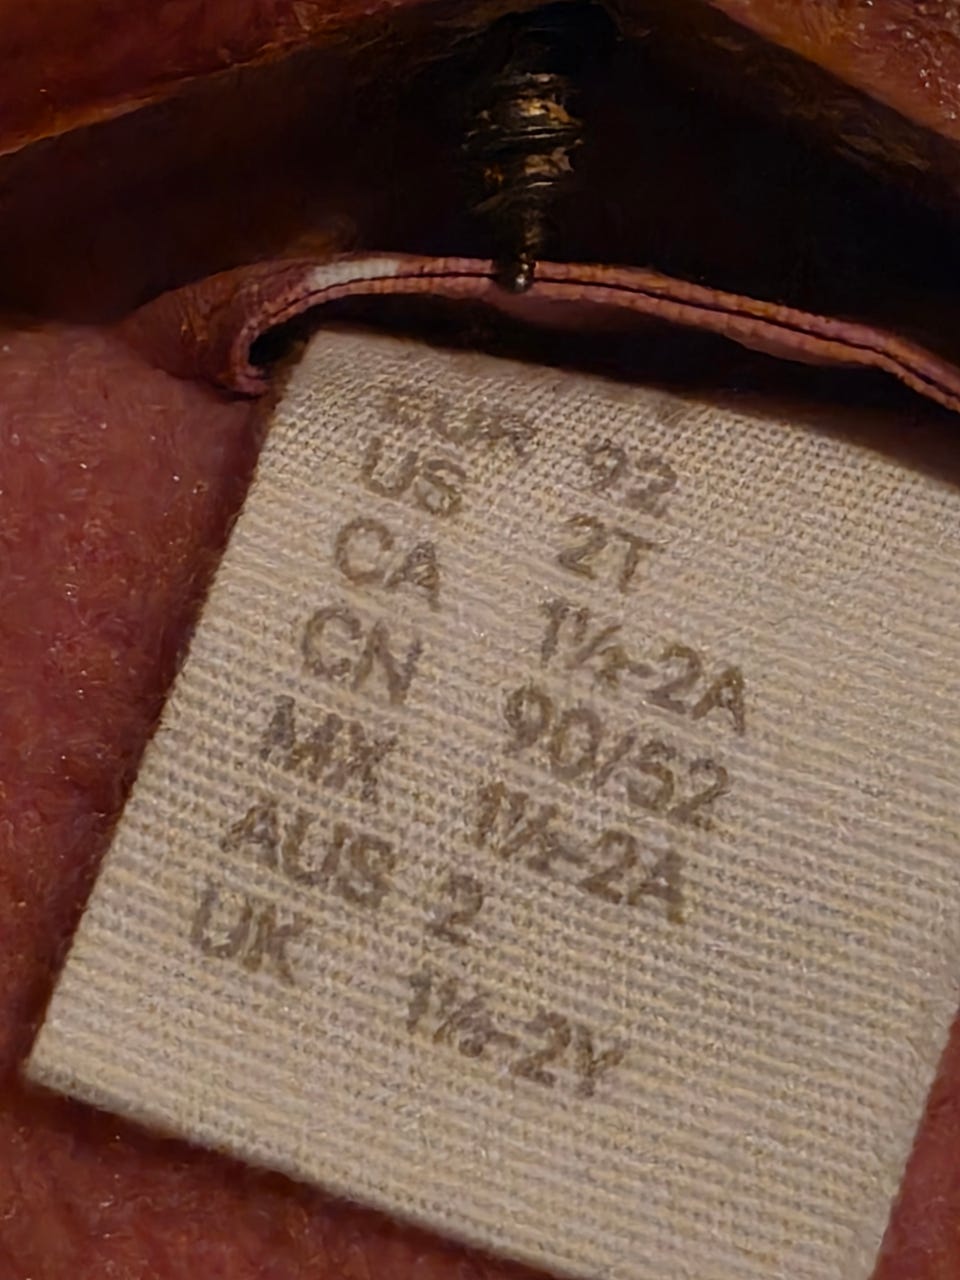 EUR 92
US 2T
CA 1½-2A
CN 90/52
MX 1½-2A
AUS 2
UK 1½-2Y